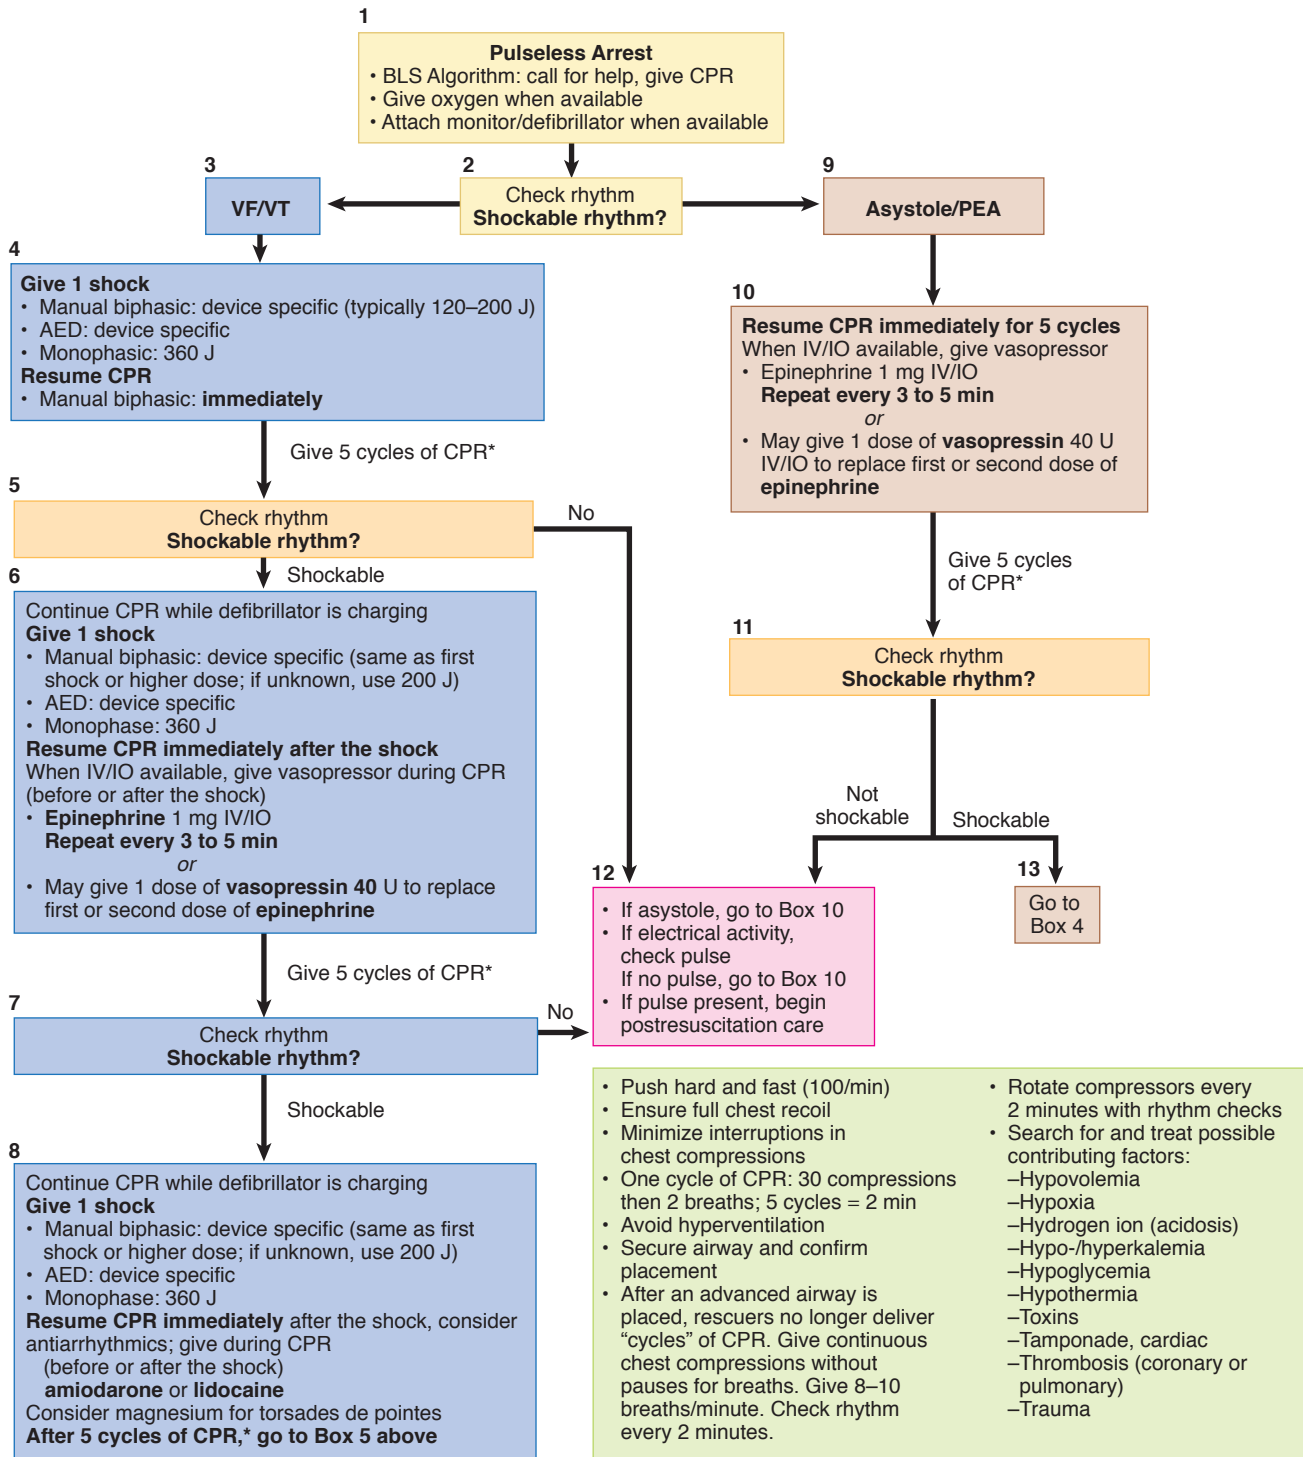 1
Pulseless Arrest
• BLS Algorithm: call for help, give CPR
• Give oxygen when available
• Attach monitor/defibrillator when available
2
Check rhythm
Shockable rhythm?
3
VF/VT
4
Give 1 shock
• Manual biphasic: device specific (typically 120–200 J)
• AED: device specific
• Monophasic: 360 J
Resume CPR
• Manual biphasic: immediately
Give 5 cycles of CPR*
5
Check rhythm
Shockable rhythm?
No
Shockable
6
Continue CPR while defibrillator is charging
Give 1 shock
• Manual biphasic: device specific (same as first
shock or higher dose; if unknown, use 200 J)
• AED: device specific
• Monophase: 360 J
Resume CPR immediately after the shock
When IV/IO available, give vasopressor during CPR
(before or after the shock)
• Epinephrine 1 mg IV/IO
Repeat every 3 to 5 min
or
• May give 1 dose of vasopressin 40 U to replace
first or second dose of epinephrine
Give 5 cycles of CPR*
7
Check rhythm
Shockable rhythm?
No
Shockable
8
Continue CPR while defibrillator is charging
Give 1 shock
• Manual biphasic: device specific (same as first
shock or higher dose; if unknown, use 200 J)
• AED: device specific
• Monophase: 360 J
Resume CPR immediately after the shock, consider
antiarrhythmics; give during CPR
(before or after the shock)
amiodarone or lidocaine
Consider magnesium for torsades de pointes
After 5 cycles of CPR,* go to Box 5 above
9
Asystole/PEA
10
Resume CPR immediately for 5 cycles
When IV/IO available, give vasopressor
• Epinephrine 1 mg IV/IO
Repeat every 3 to 5 min
or
• May give 1 dose of vasopressin 40 U
IV/IO to replace first or second dose of
epinephrine
Give 5 cycles
of CPR*
11
Check rhythm
Shockable rhythm?
Not
shockable
Shockable
12
• If asystole, go to Box 10
• If electrical activity,
check pulse
If no pulse, go to Box 10
• If pulse present, begin
postresuscitation care
13
Go to
Box 4
• Push hard and fast (100/min)
• Ensure full chest recoil
• Minimize interruptions in
chest compressions
• One cycle of CPR: 30 compressions
then 2 breaths; 5 cycles = 2 min
• Avoid hyperventilation
• Secure airway and confirm
placement
• After an advanced airway is
placed, rescuers no longer deliver
“cycles” of CPR. Give continuous
chest compressions without
pauses for breaths. Give 8–10
breaths/minute. Check rhythm
every 2 minutes.
• Rotate compressors every
2 minutes with rhythm checks
• Search for and treat possible
contributing factors:
–Hypovolemia
–Hypoxia
–Hydrogen ion (acidosis)
–Hypo-/hyperkalemia
–Hypoglycemia
–Hypothermia
–Toxins
–Tamponade, cardiac
–Thrombosis (coronary or
pulmonary)
–Trauma